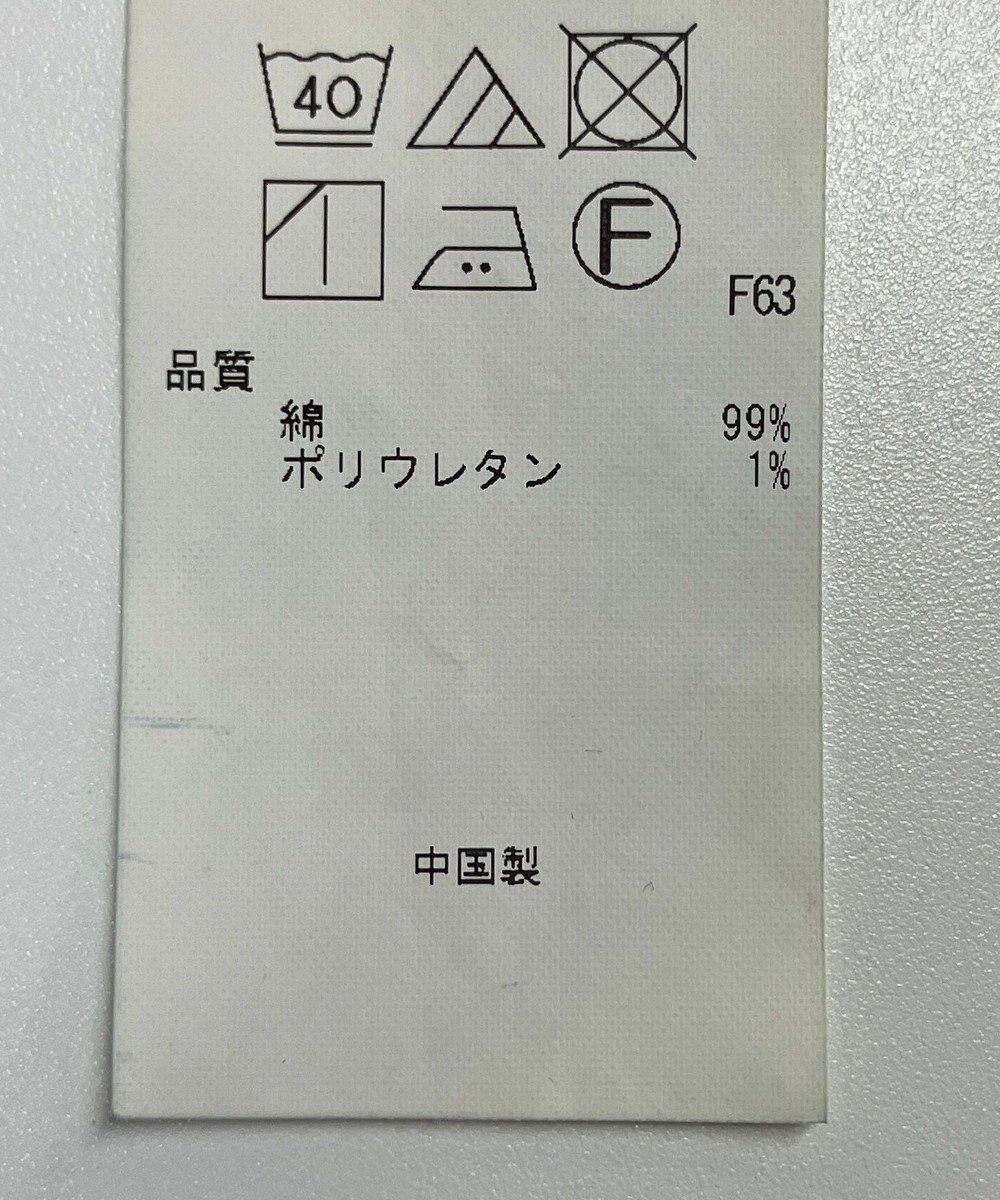 40
F
F63
品質
綿 99%
ポリウレタン 1%
中国製